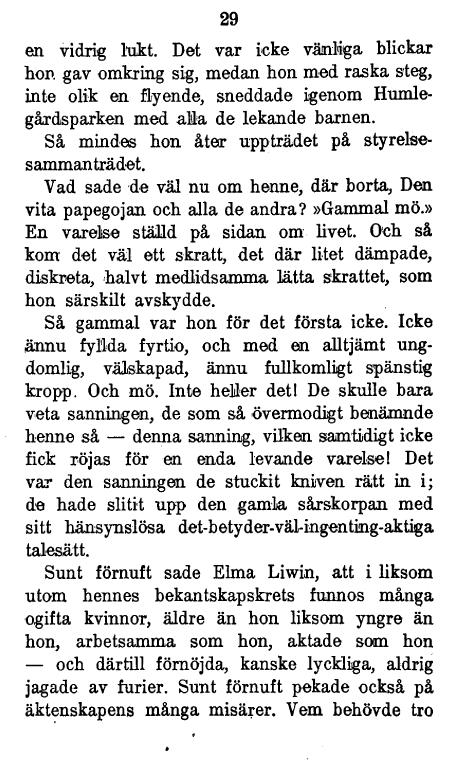 29
en vidrig lukt. Det var icke vänliga blickar
hon gav omkring sig, medan hon med raska steg,
inte olik en flyende, sneddade igenom Humle-
gårdsparken med alla de lekande barnen.
Så mindes hon åter uppträdet på styrelse-
sammanträdet.
Vad sade de väl nu om henne, där borta, Den
vita papegojan och alla de andra? »Gammal mö.»
En varelse ställd på sidan om livet. Och så
kom det väl ett skratt, det där litet dämpade,
diskreta, halvt medlidsamma lätta skrattet, som
hon särskilt avskydde.
Så gammal var hon för det första icke. Icke
ännu fyllda fyrtio, och med en alltjämt ung-
domlig, välskapad, ännu fullkomligt spänstig
kropp. Och mö. Inte heller det! De skulle bara
veta sanningen, de som så övermodigt benämnde
henne så — denna sanning, vilken samtidigt icke
fick röjas för en enda levande varelse! Det
var den sanningen de stuckit kniven rätt in i;
de hade slitit upp den gamla sårskorpan med
sitt hänsynslösa det-betyder-väl-ingenting-aktiga
talesätt.
Sunt förnuft sade Elma Liwin, att i liksom
utom hennes bekantskapskrets funnos många
ogifta kvinnor, äldre än hon liksom yngre än
hon, arbetsamma som hon, aktade som hon
— och därtill förnöjda, kanske lyckliga, aldrig
jagade av furier. Sunt förnuft pekade också på
äktenskapens många misärer. Vem behövde tro